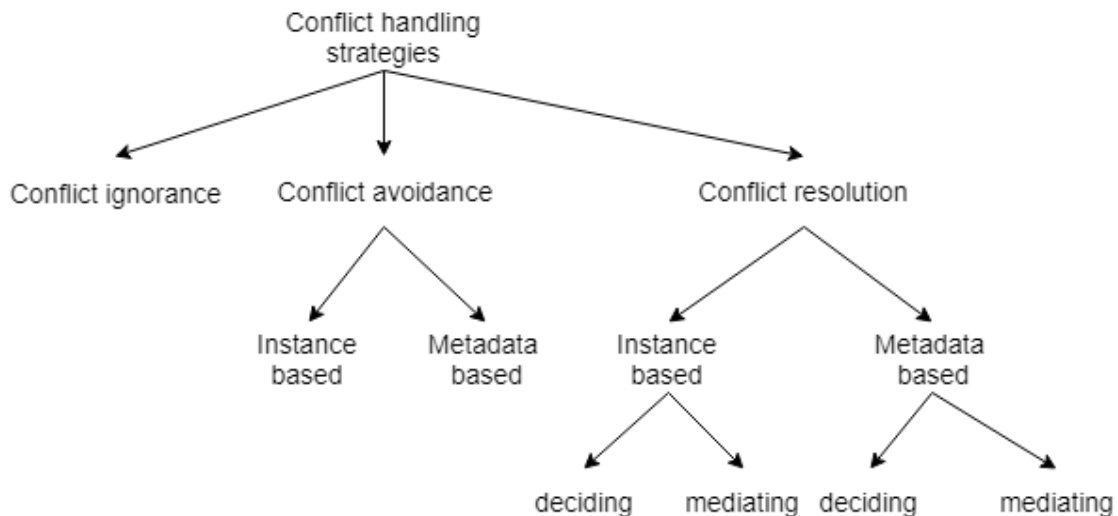 Conflict handling
strategies
Conflict ignorance
Conflict avoidance
Conflict resolution
Instance
based
Metadata
based
Instance
based
Metadata
based
deciding
mediating
deciding
mediating